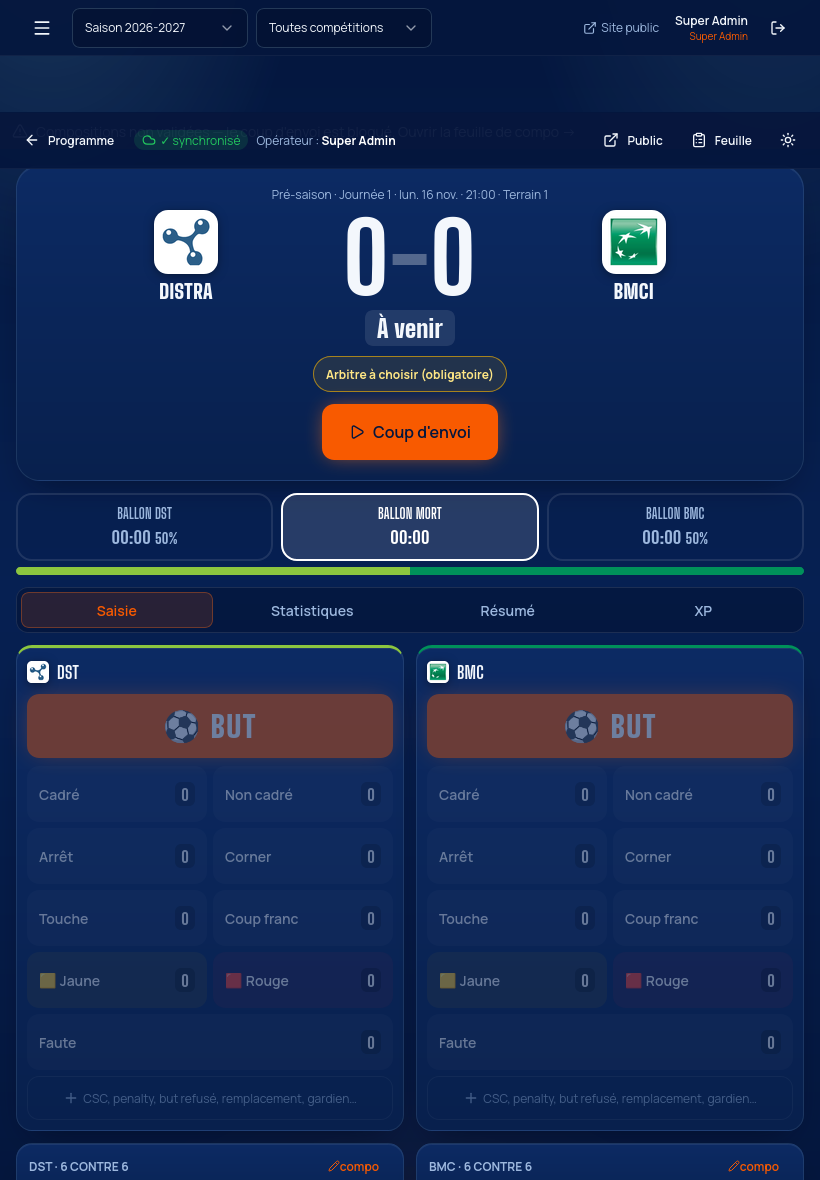 Saison 2026-2027
Toutes compétitions
Site public
Super Admin
Super Admin
Compositions
Ouvrir la feuille de compo →
Programme
✓ synchronisé
Opérateur : Super Admin
Public
Feuille
Pré-saison · Journée 1 · lun. 16 nov. · 21:00 · Terrain 1
DISTRA
0–0
BMCI
À venir
Arbitre à choisir (obligatoire)
Coup d'envoi
BALLON DST
00:00 50%
BALLON MORT
00:00
BALLON BMC
00:00 50%
Saisie
Statistiques
Résumé
XP
DST
BUT
Cadré 0
Non cadré 0
Arrêt 0
Corner 0
Touche 0
Coup franc 0
Jaune 0
Rouge 0
Faute 0
CSC, penalty, but refusé, remplacement, gardien…
BMC
BUT
Cadré 0
Non cadré 0
Arrêt 0
Corner 0
Touche 0
Coup franc 0
Jaune 0
Rouge 0
Faute 0
CSC, penalty, but refusé, remplacement, gardien…
DST · 6 CONTRE 6
compo
BMC · 6 CONTRE 6
compo